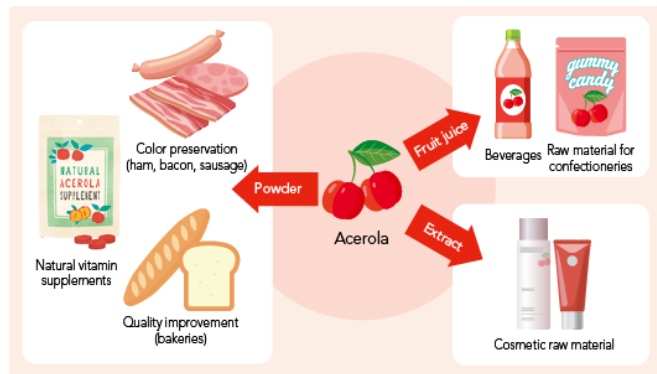 Color preservation
(ham, bacon, sausage)
NATURAL
ACEROLA
SUPPLEMENT
Natural vitamin
supplements
Quality improvement
(bakeries)
Powder
Acerola
Fruit juice
Extract
gummy
candy
Beverages
Raw material for
confectioneries
Cosmetic raw material